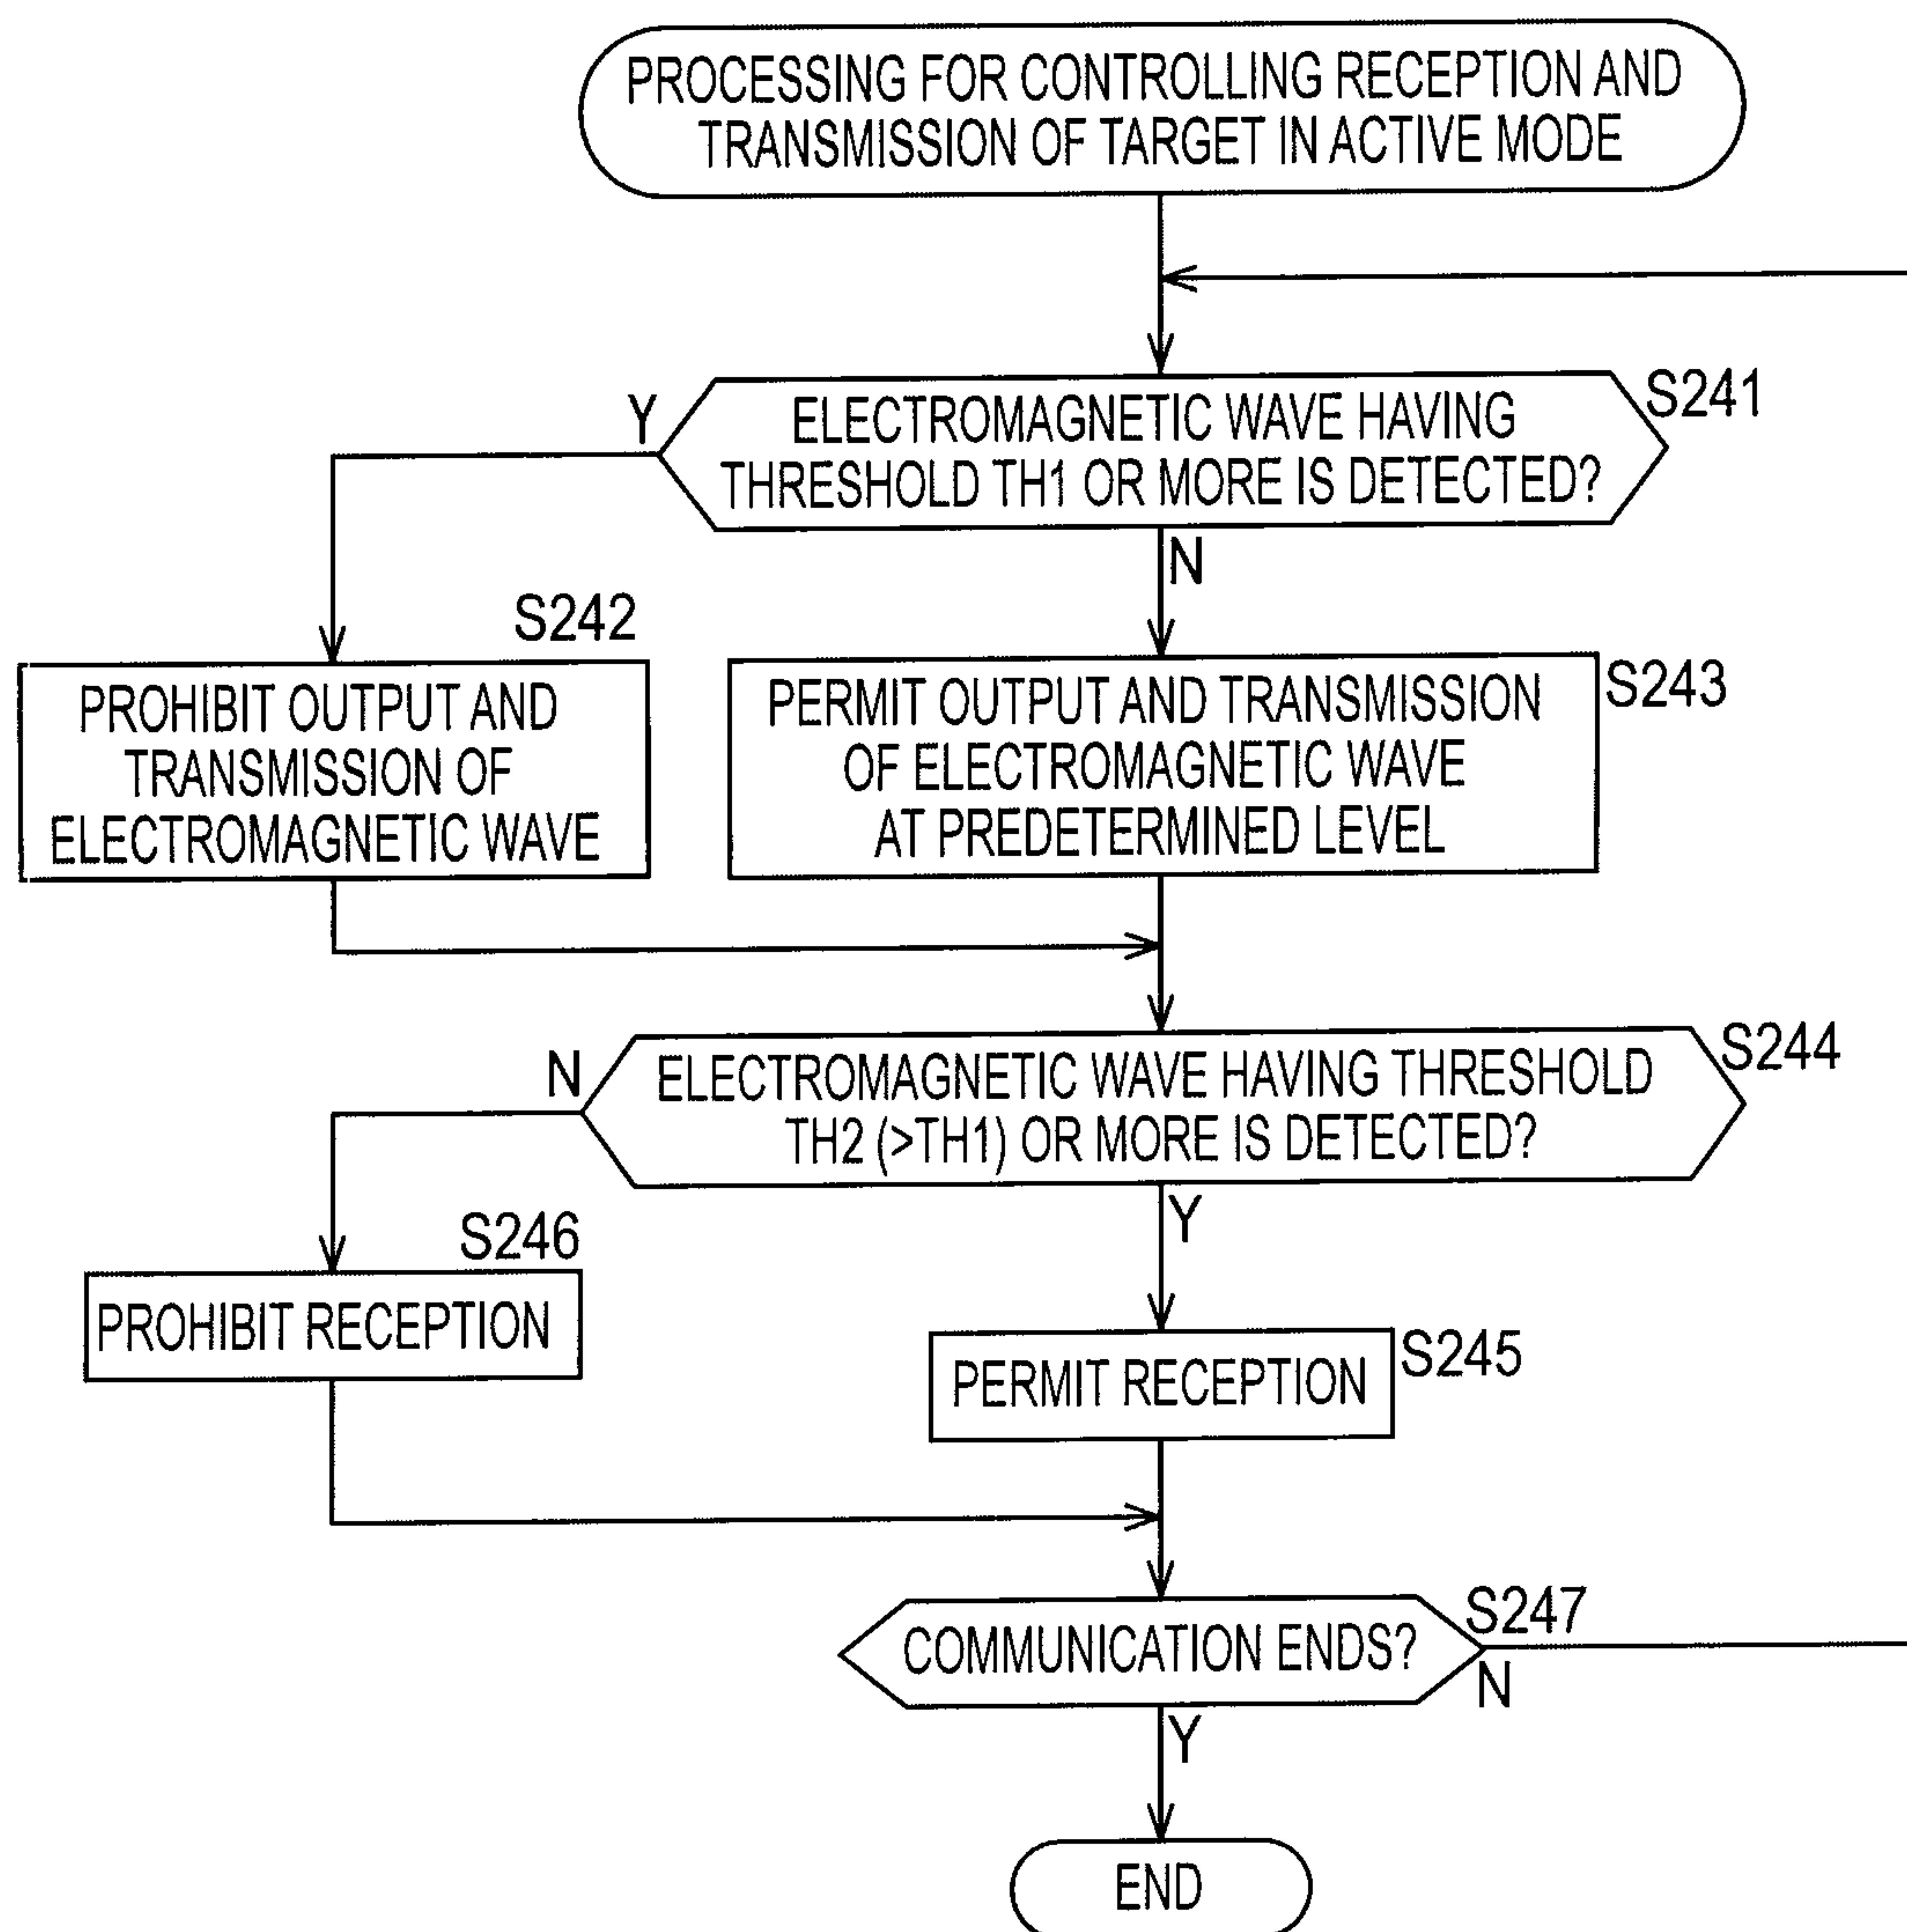 PROCESSING FOR CONTROLLING RECEPTION AND
TRANSMISSION OF TARGET IN ACTIVE MODE
Y
ELECTROMAGNETIC WAVE HAVING
THRESHOLD TH1 OR MORE IS DETECTED?
S241
N
S242
PROHIBIT OUTPUT AND
TRANSMISSION OF
ELECTROMAGNETIC WAVE
PERMIT OUTPUT AND TRANSMISSION
OF ELECTROMAGNETIC WAVE
AT PREDETERMINED LEVEL
S243
N
ELECTROMAGNETIC WAVE HAVING THRESHOLD
TH2 (>TH1) OR MORE IS DETECTED?
S244
Y
S246
PROHIBIT RECEPTION
PERMIT RECEPTION
S245
COMMUNICATION ENDS?
S247
N
Y
END